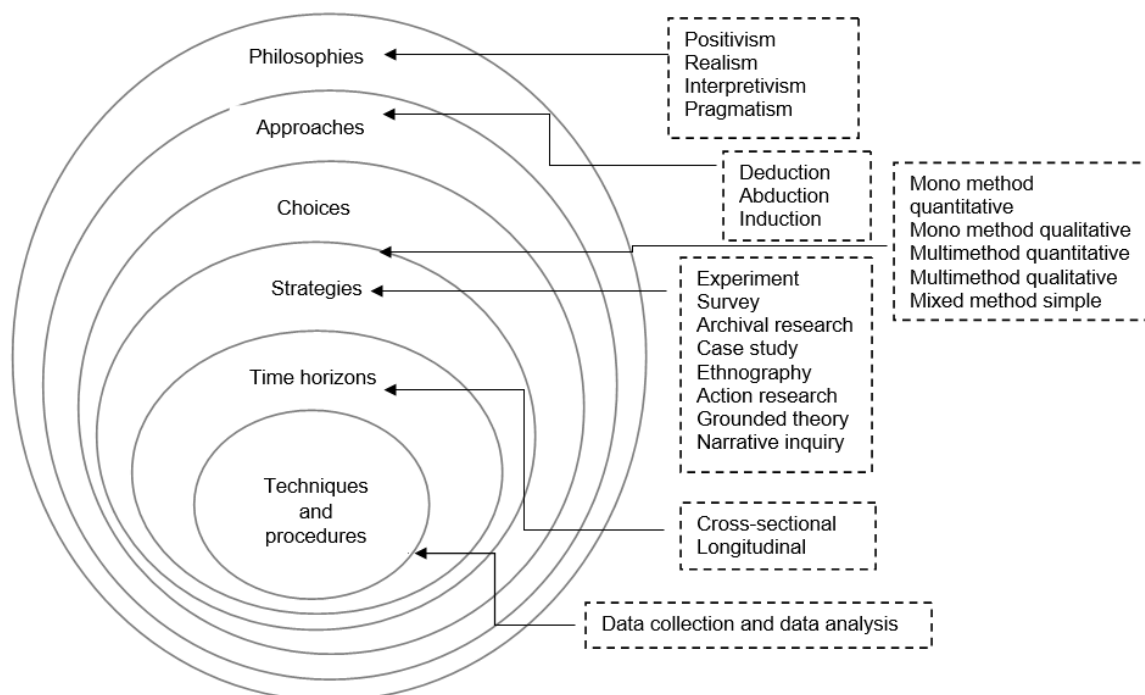 Philosophies
Positivism
Realism
Interpretivism
Pragmatism
Approaches
Deduction
Abduction
Induction
Choices
Mono method
quantitative
Mono method qualitative
Multimethod quantitative
Multimethod qualitative
Mixed method simple
Strategies
Experiment
Survey
Archival research
Case study
Ethnography
Action research
Grounded theory
Narrative inquiry
Time horizons
Cross-sectional
Longitudinal
Techniques
and
procedures
Data collection and data analysis